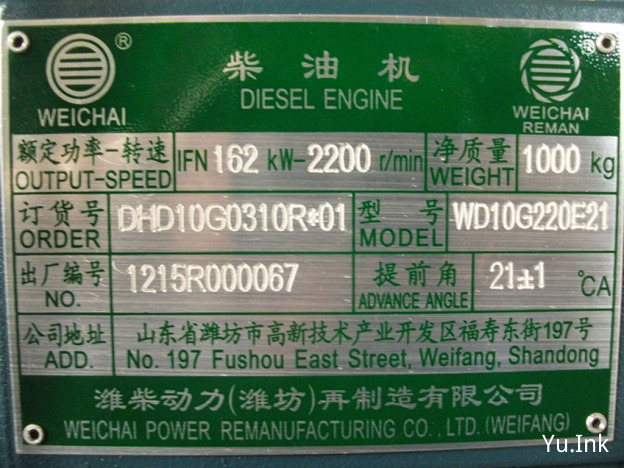 WEICHAI
®
柴油机
DIESEL ENGINE
®
WEICHAI
REMAN
额定功率-转速
OUTPUT-SPEED
IFN 162 kW-2200 r/min
净质量
WEIGHT
1000 kg
订货号
ORDER
DHD10G0310R*01
型号
MODEL
WD10G220E21
出厂编号
NO.
1215R000067
提前角
ADVANCE ANGLE
21±1 °CA
公司地址
ADD.
山东省潍坊市高新技术产业开发区福寿东街197号
No. 197 Fushou East Street, Weifang, Shandong
潍柴动力(潍坊)再制造有限公司
WEICHAI POWER REMANUFACTURING CO., LTD. (WEIFANG)
Yu.Ink